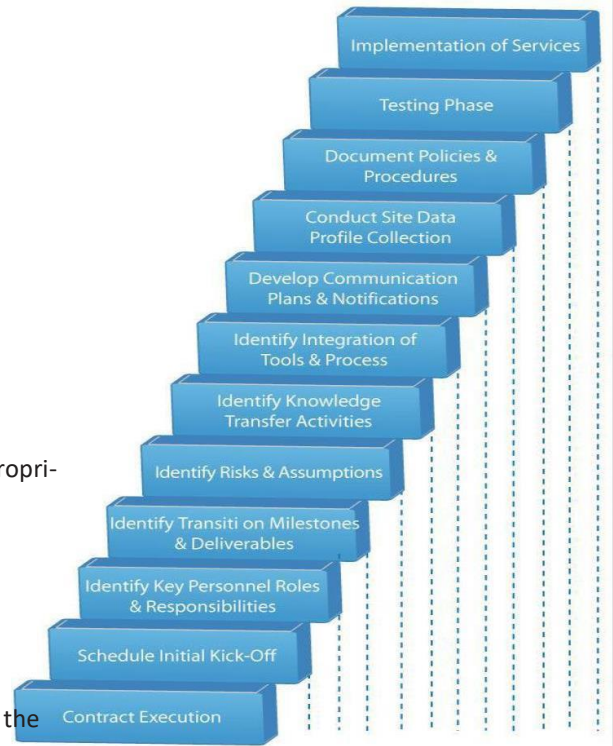 Implementation of Services
Testing Phase
Document Policies &
Procedures
Conduct Site Data
Profile Collection
Develop Communication
Plans & Notifications
Identify Integration of
Tools & Process
Identify Knowledge
Transfer Activities
ropri-
Identify Risks & Assumptions
Identify Transiti on Milestones
& Deliverables
Identify Key Personnel Roles
& Responsibilities
Schedule Initial Kick-Off
the
Contract Execution